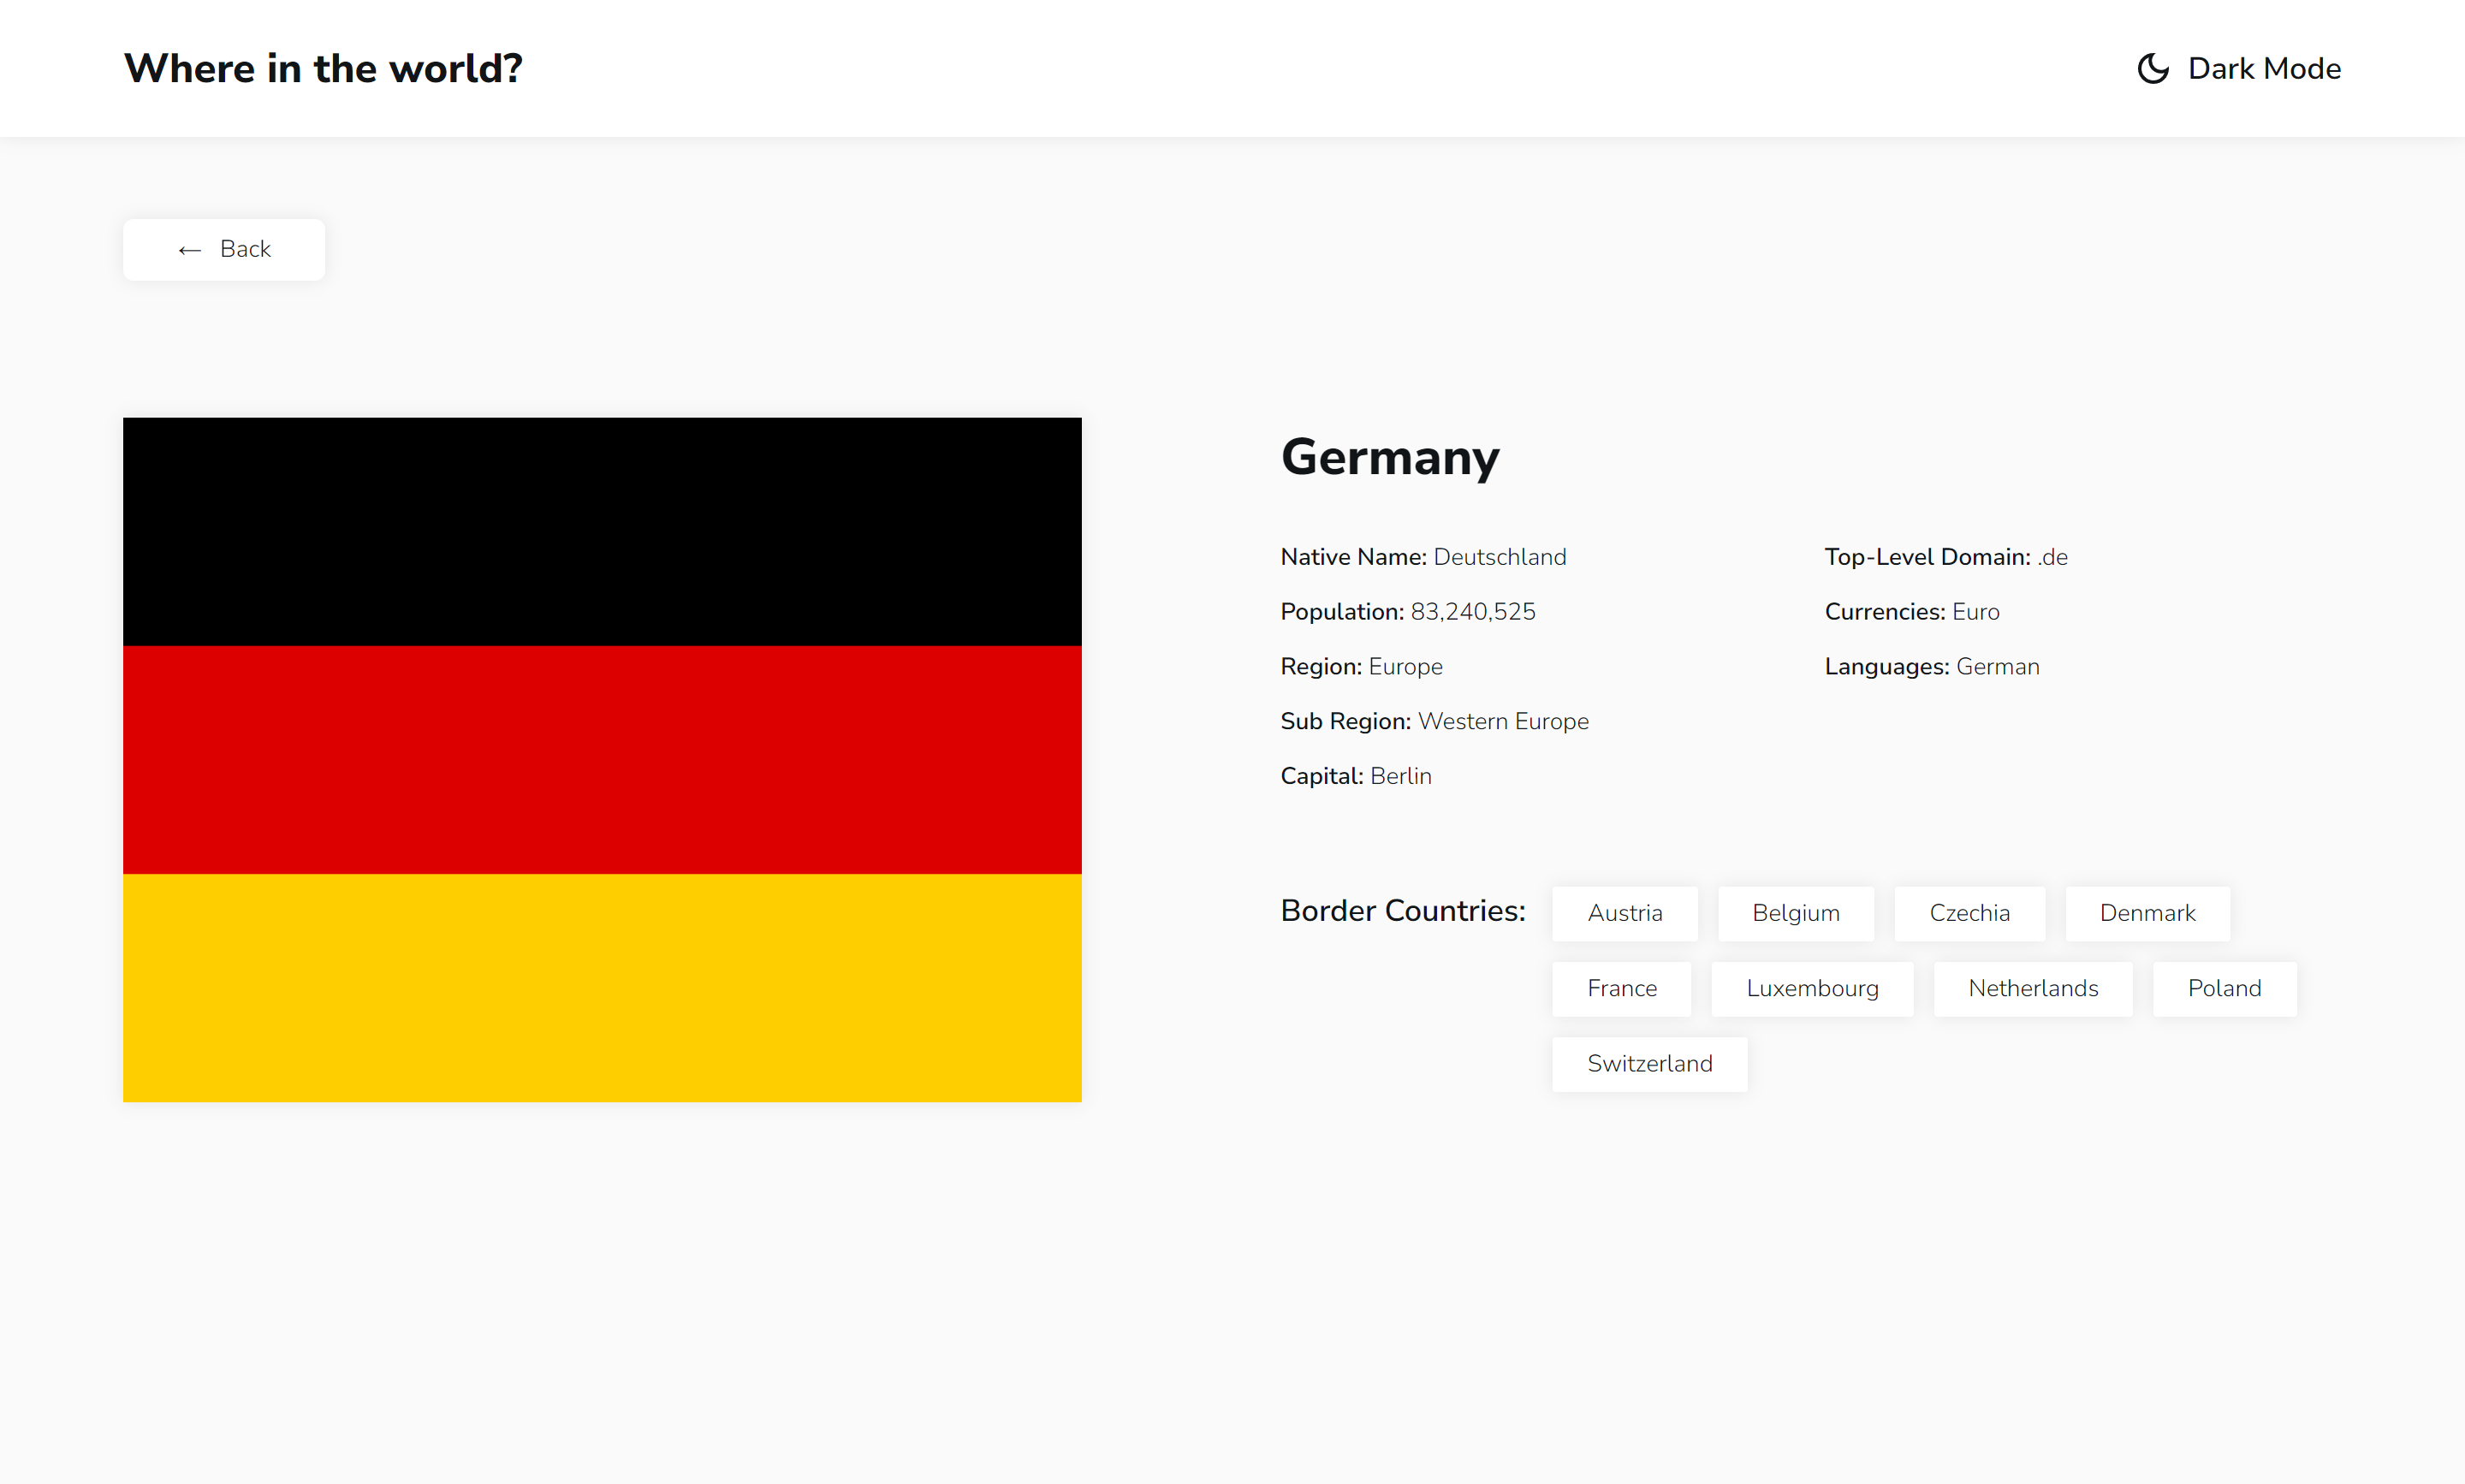 Where in the world?
Dark Mode
← Back
Germany
Native Name: Deutschland
Population: 83,240,525
Region: Europe
Sub Region: Western Europe
Capital: Berlin
Top-Level Domain: .de
Currencies: Euro
Languages: German
Border Countries:
Austria Belgium Czechia Denmark
France Luxembourg Netherlands Poland
Switzerland